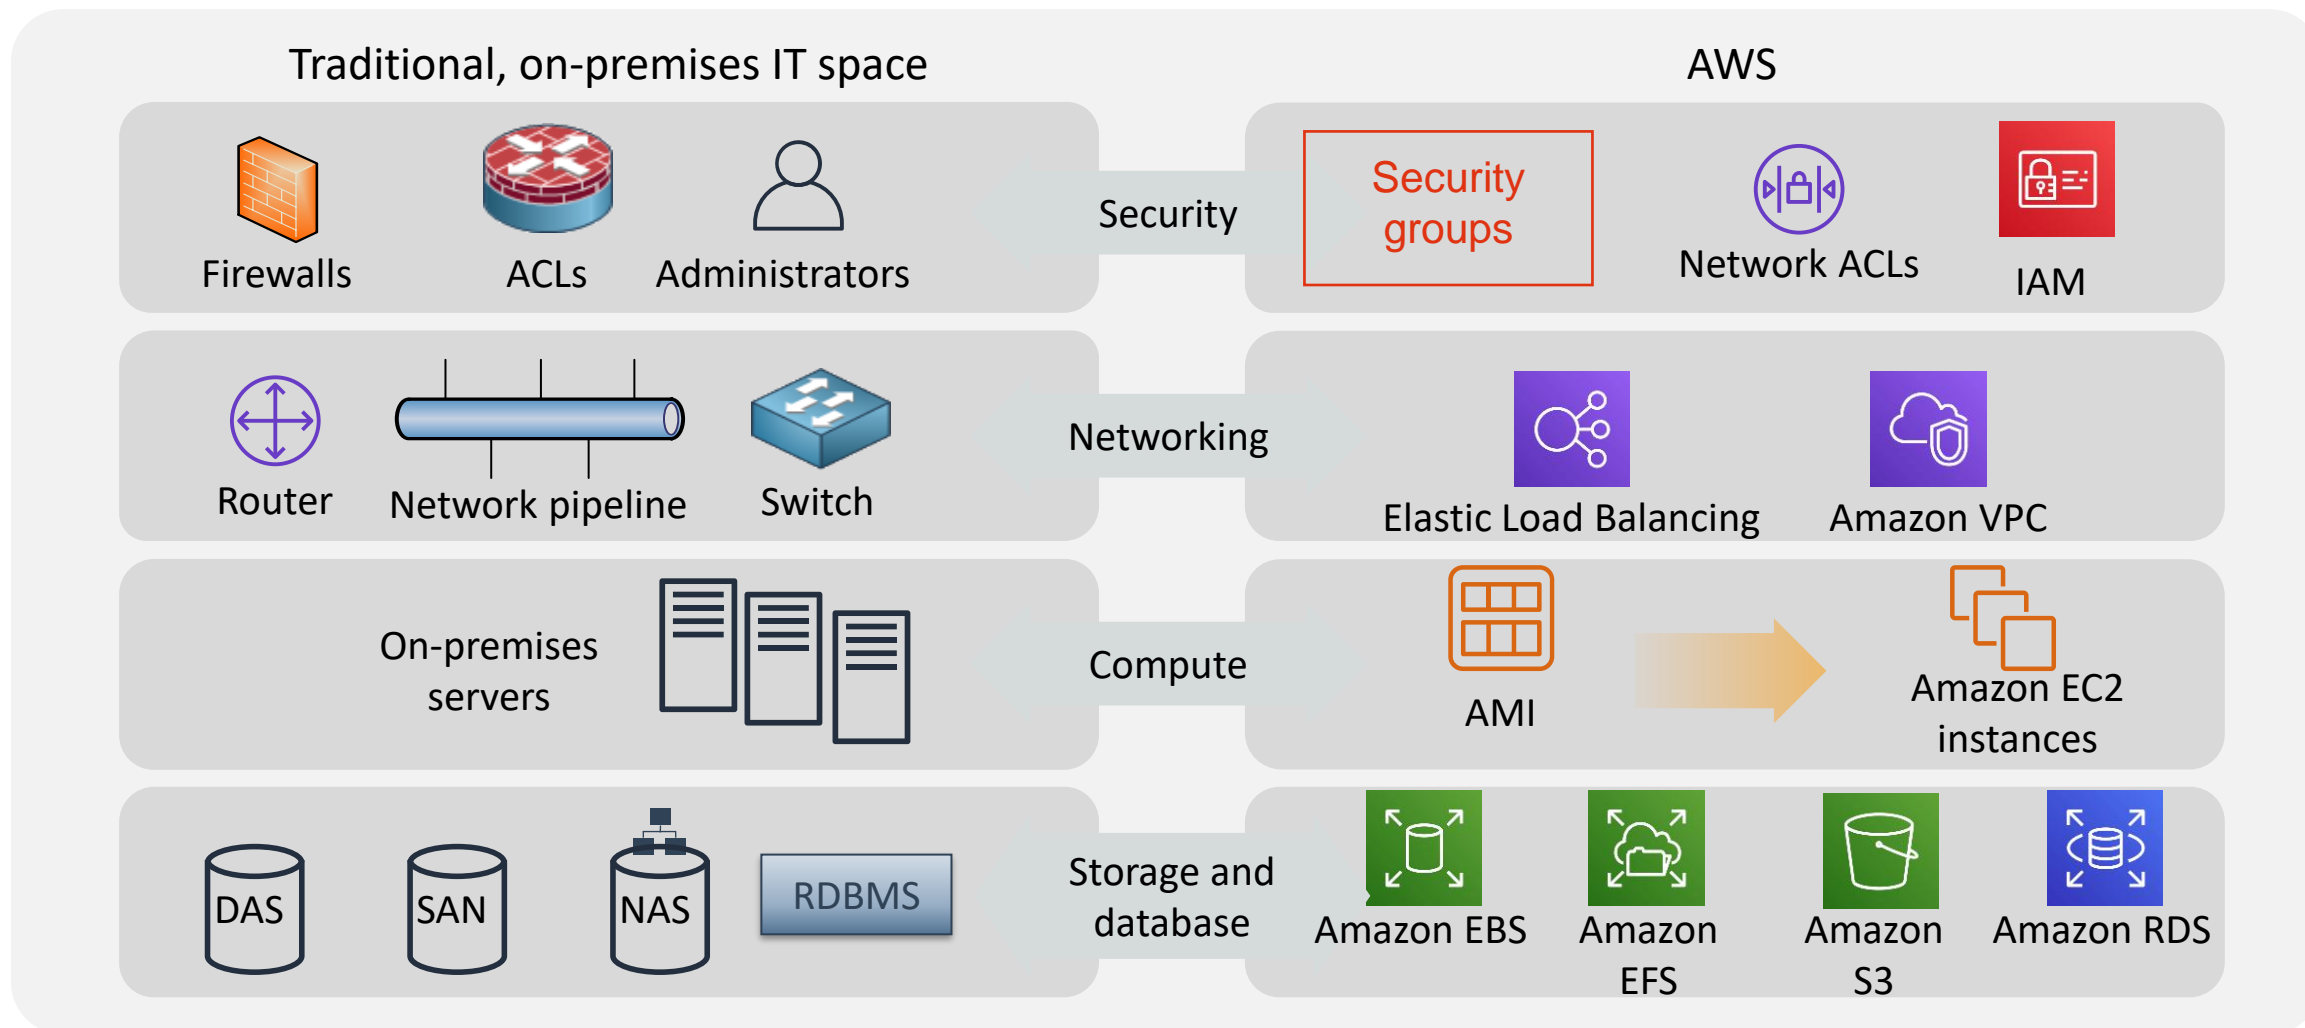 Traditional, on-premises IT space
AWS
Firewalls
ACLs
Administrators
Security
Security
groups
Network ACLs
IAM
Router
Network pipeline
Switch
Networking
Elastic Load Balancing
Amazon VPC
On-premises
servers
Compute
AMI
Amazon EC2
instances
DAS
SAN
NAS
RDBMS
Storage and
database
Amazon EBS
Amazon
EFS
Amazon
S3
Amazon RDS